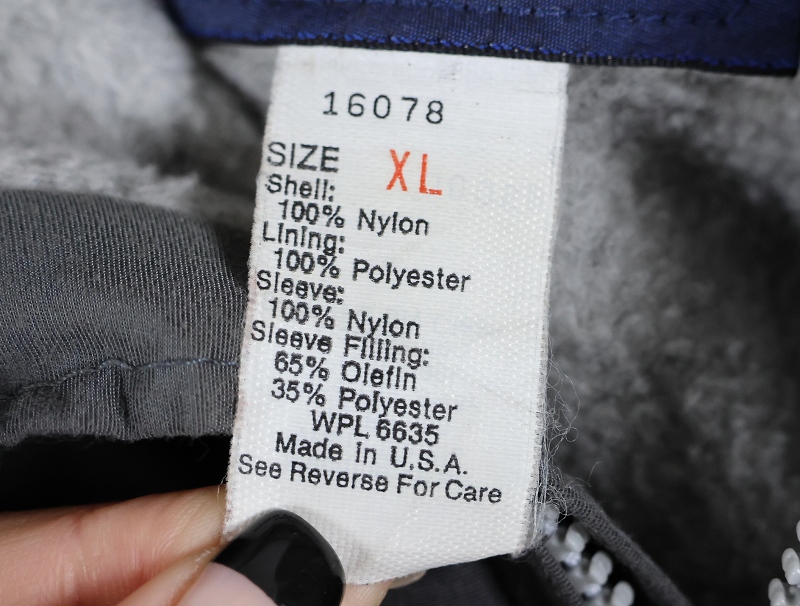 16078
SIZE XL
Shell:
100% Nylon
Lining:
100% Polyester
Sleeve:
100% Nylon
Sleeve Filling:
65% Olefin
35% Polyester
WPL 6635
Made in U.S.A.
See Reverse For Care